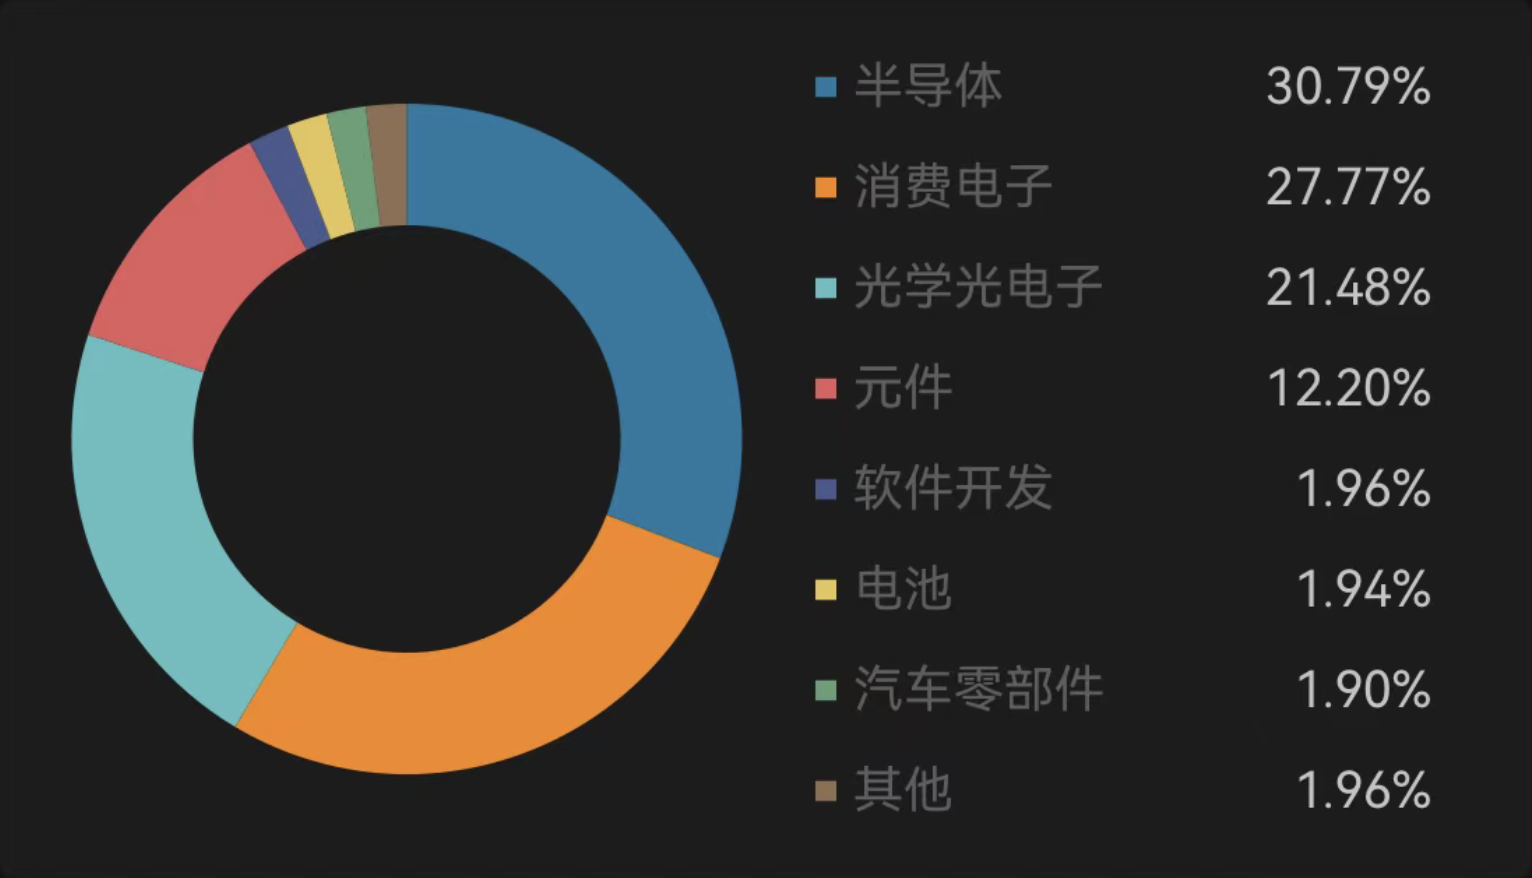 半导体 30.79%
消费电子 27.77%
光学光电子 21.48%
元件 12.20%
软件开发 1.96%
电池 1.94%
汽车零部件 1.90%
其他 1.96%